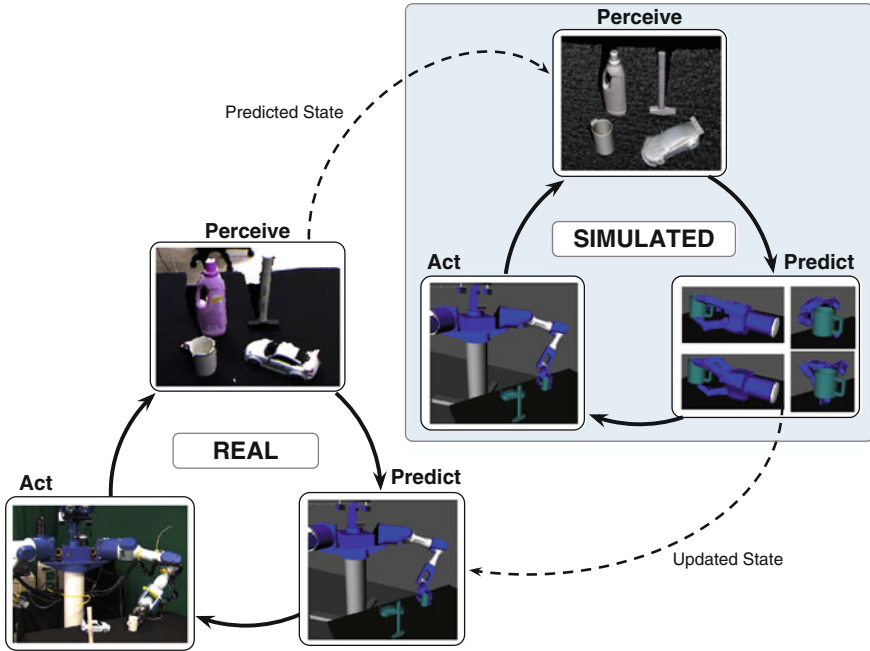 Perceive
Predicted State
SIMULATED
Perceive
Act
Predict
REAL
Act
Predict
Updated State